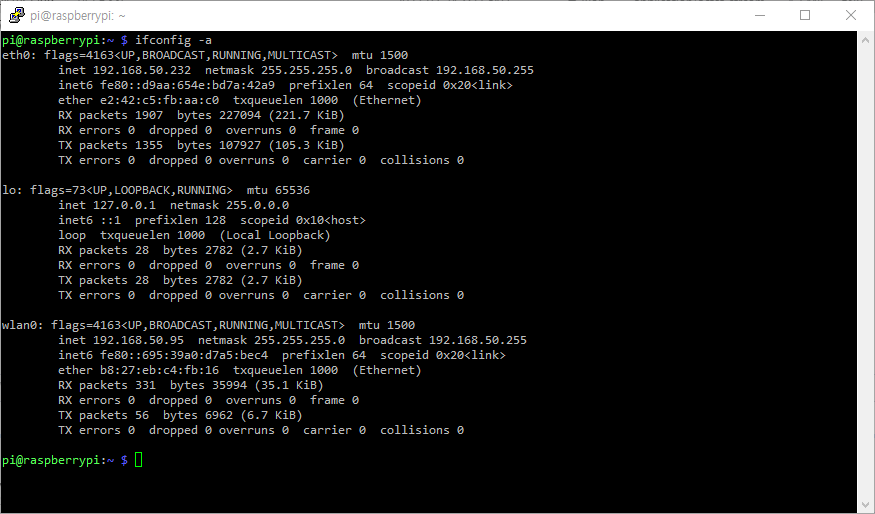 pi@raspberrypi: ~
pi@raspberrypi:~ $ ifconfig -a
eth0: flags=4163<UP,BROADCAST,RUNNING,MULTICAST>  mtu 1500
        inet 192.168.50.232  netmask 255.255.255.0  broadcast 192.168.50.255
        inet6 fe80::d9aa:654e:bd7a:42a9  prefixlen 64  scopeid 0x20<link>
        ether e2:42:c5:fb:aa:c0  txqueuelen 1000  (Ethernet)
        RX packets 1907  bytes 227094 (221.7 KiB)
        RX errors 0  dropped 0  overruns 0  frame 0
        TX packets 1355  bytes 107927 (105.3 KiB)
        TX errors 0  dropped 0 overruns 0  carrier 0  collisions 0

lo: flags=73<UP,LOOPBACK,RUNNING>  mtu 65536
        inet 127.0.0.1  netmask 255.0.0.0
        inet6 ::1  prefixlen 128  scopeid 0x10<host>
        loop  txqueuelen 1000  (Local Loopback)
        RX packets 28  bytes 2782 (2.7 KiB)
        RX errors 0  dropped 0  overruns 0  frame 0
        TX packets 28  bytes 2782 (2.7 KiB)
        TX errors 0  dropped 0 overruns 0  carrier 0  collisions 0

wlan0: flags=4163<UP,BROADCAST,RUNNING,MULTICAST>  mtu 1500
        inet 192.168.50.95  netmask 255.255.255.0  broadcast 192.168.50.255
        inet6 fe80::695:39a0:d7a5:bec4  prefixlen 64  scopeid 0x20<link>
        ether b8:27:eb:c4:fb:16  txqueuelen 1000  (Ethernet)
        RX packets 331  bytes 35994 (35.1 KiB)
        RX errors 0  dropped 0  overruns 0  frame 0
        TX packets 56  bytes 6962 (6.7 KiB)
        TX errors 0  dropped 0 overruns 0  carrier 0  collisions 0

pi@raspberrypi:~ $